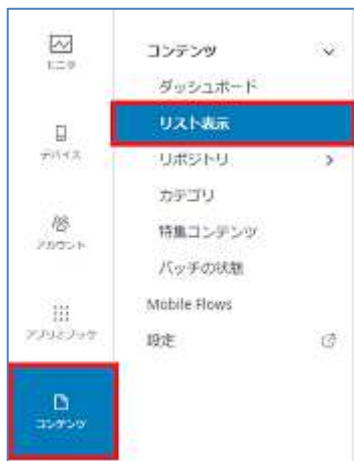 モニタ
デバイス
アカウント
アプリとブック
コンテンツ
コンテンツ
ダッシュボード
リスト表示
リポジトリ
カテゴリ
特集コンテンツ
バッチの状態
Mobile Flows
設定